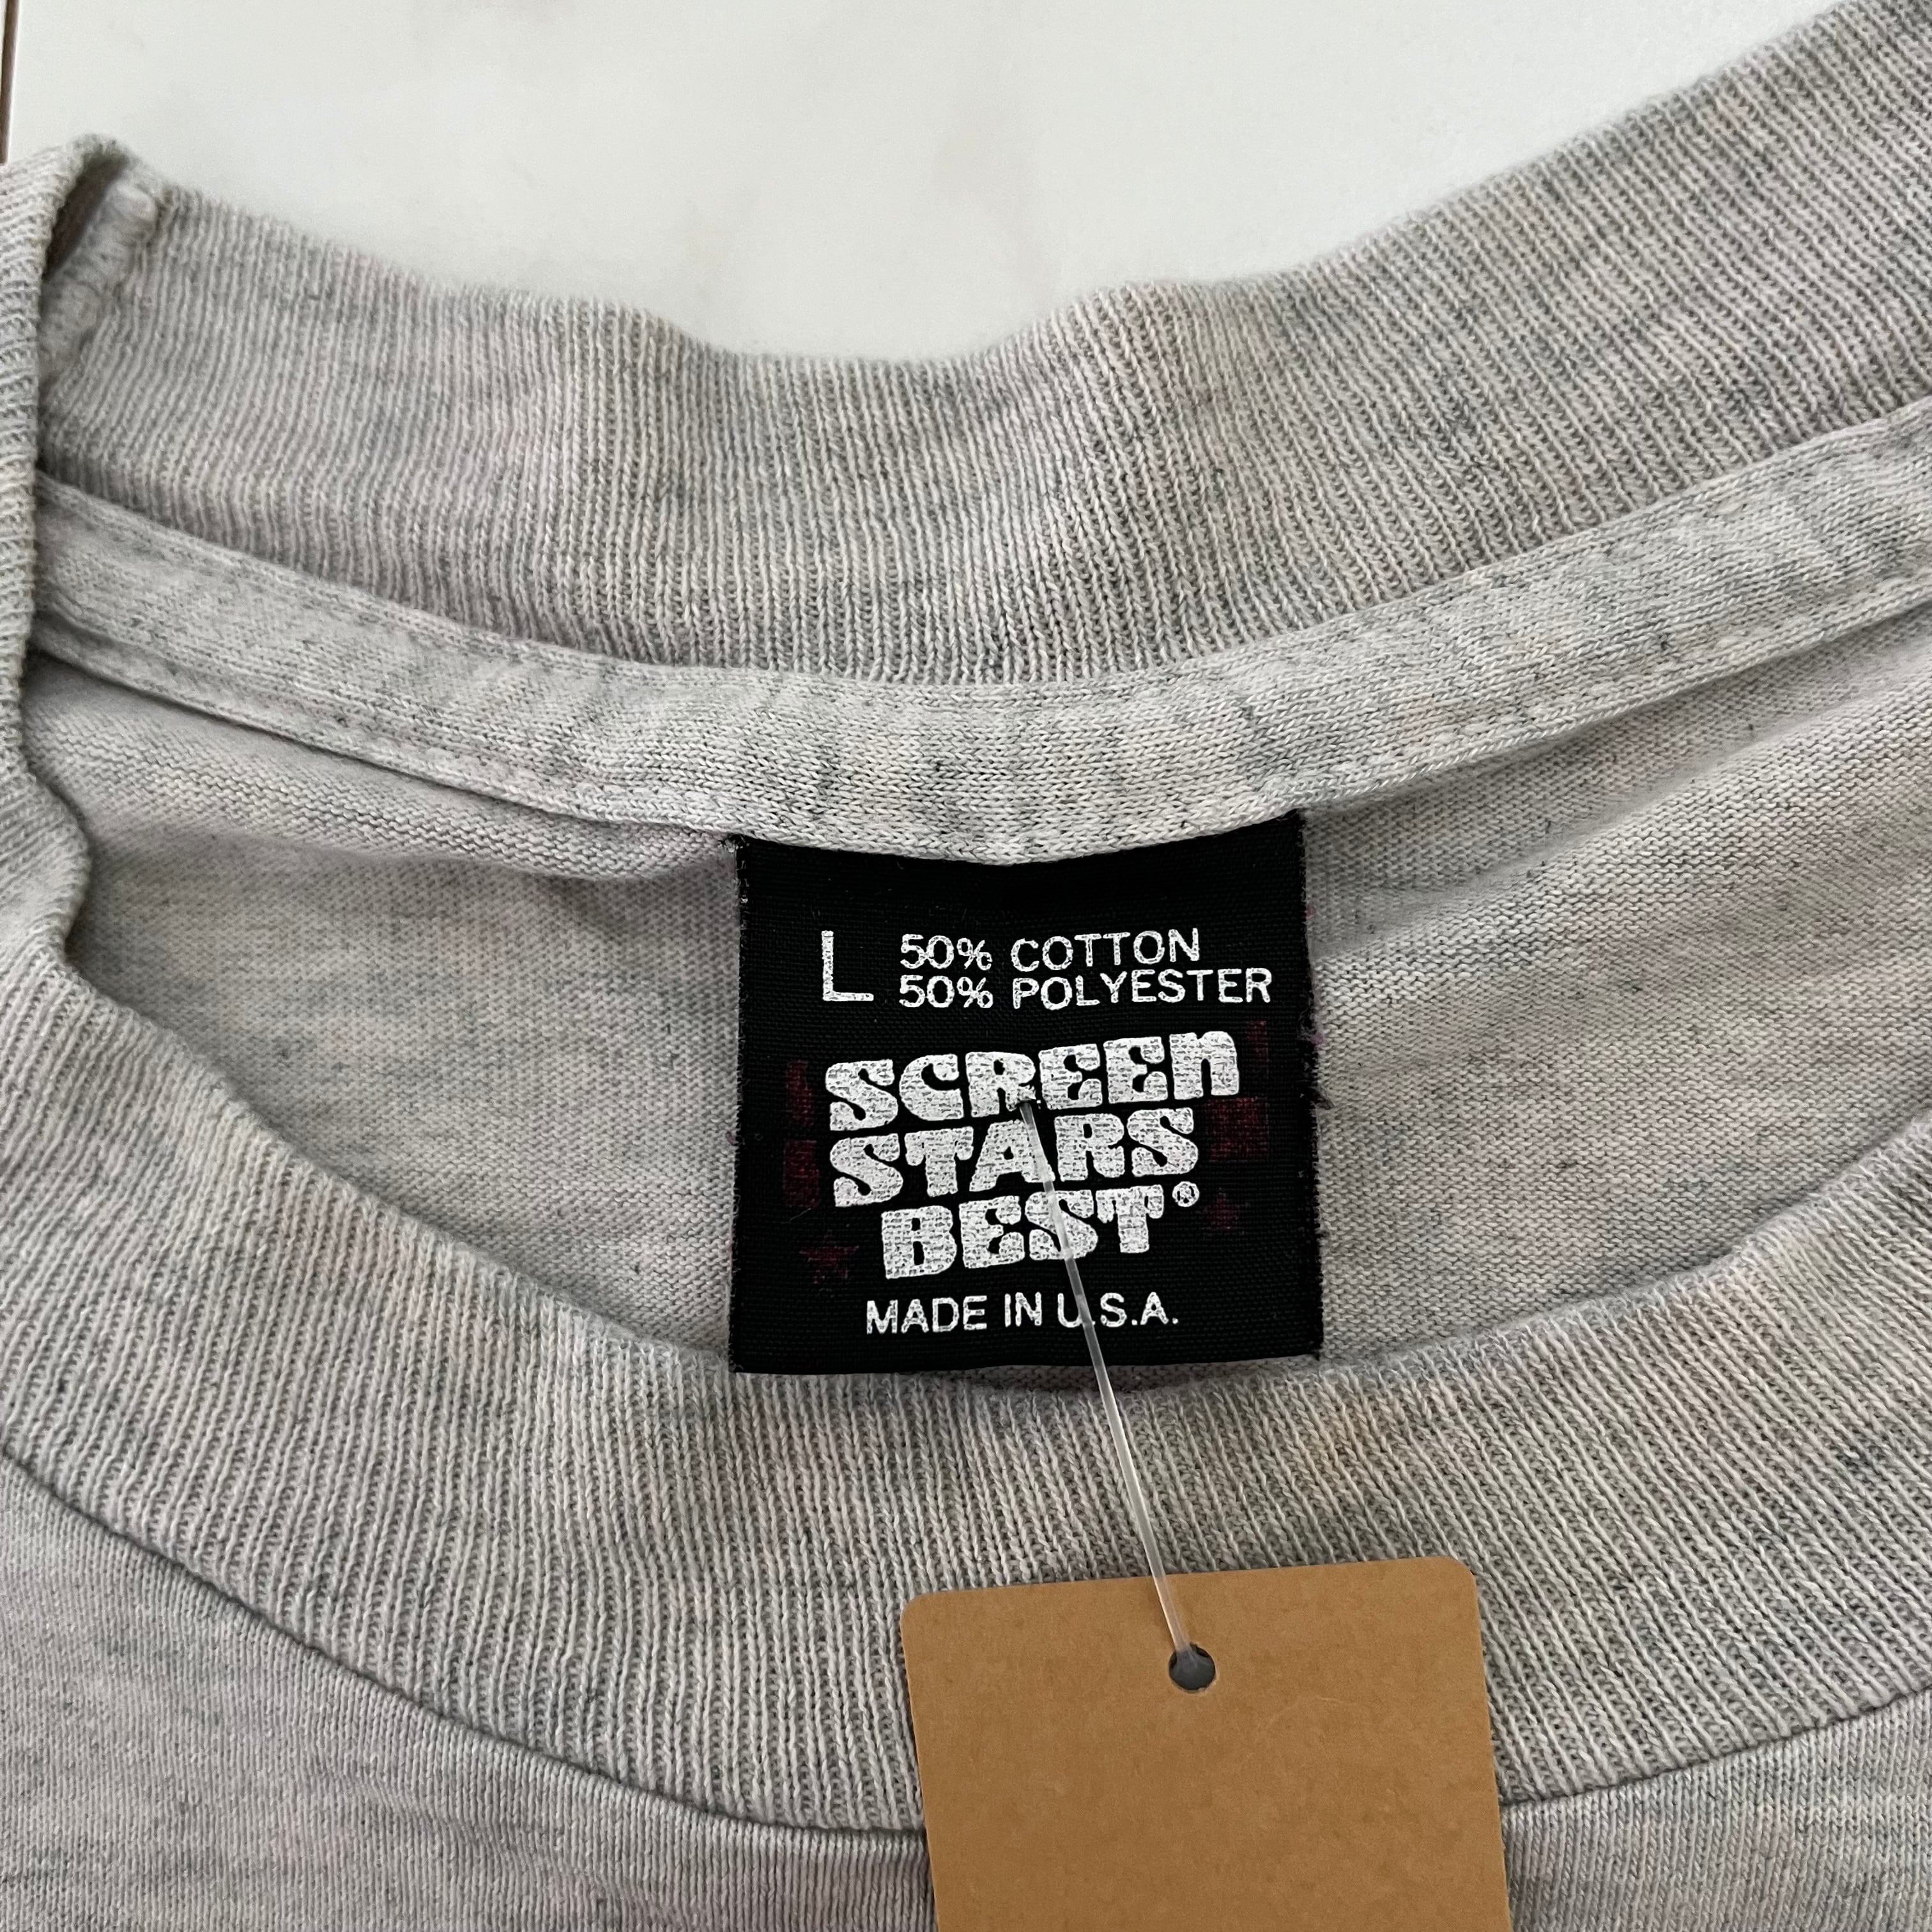 L 50% COTTON
50% POLYESTER
SCREEN
STARS
BEST®
MADE IN U.S.A.